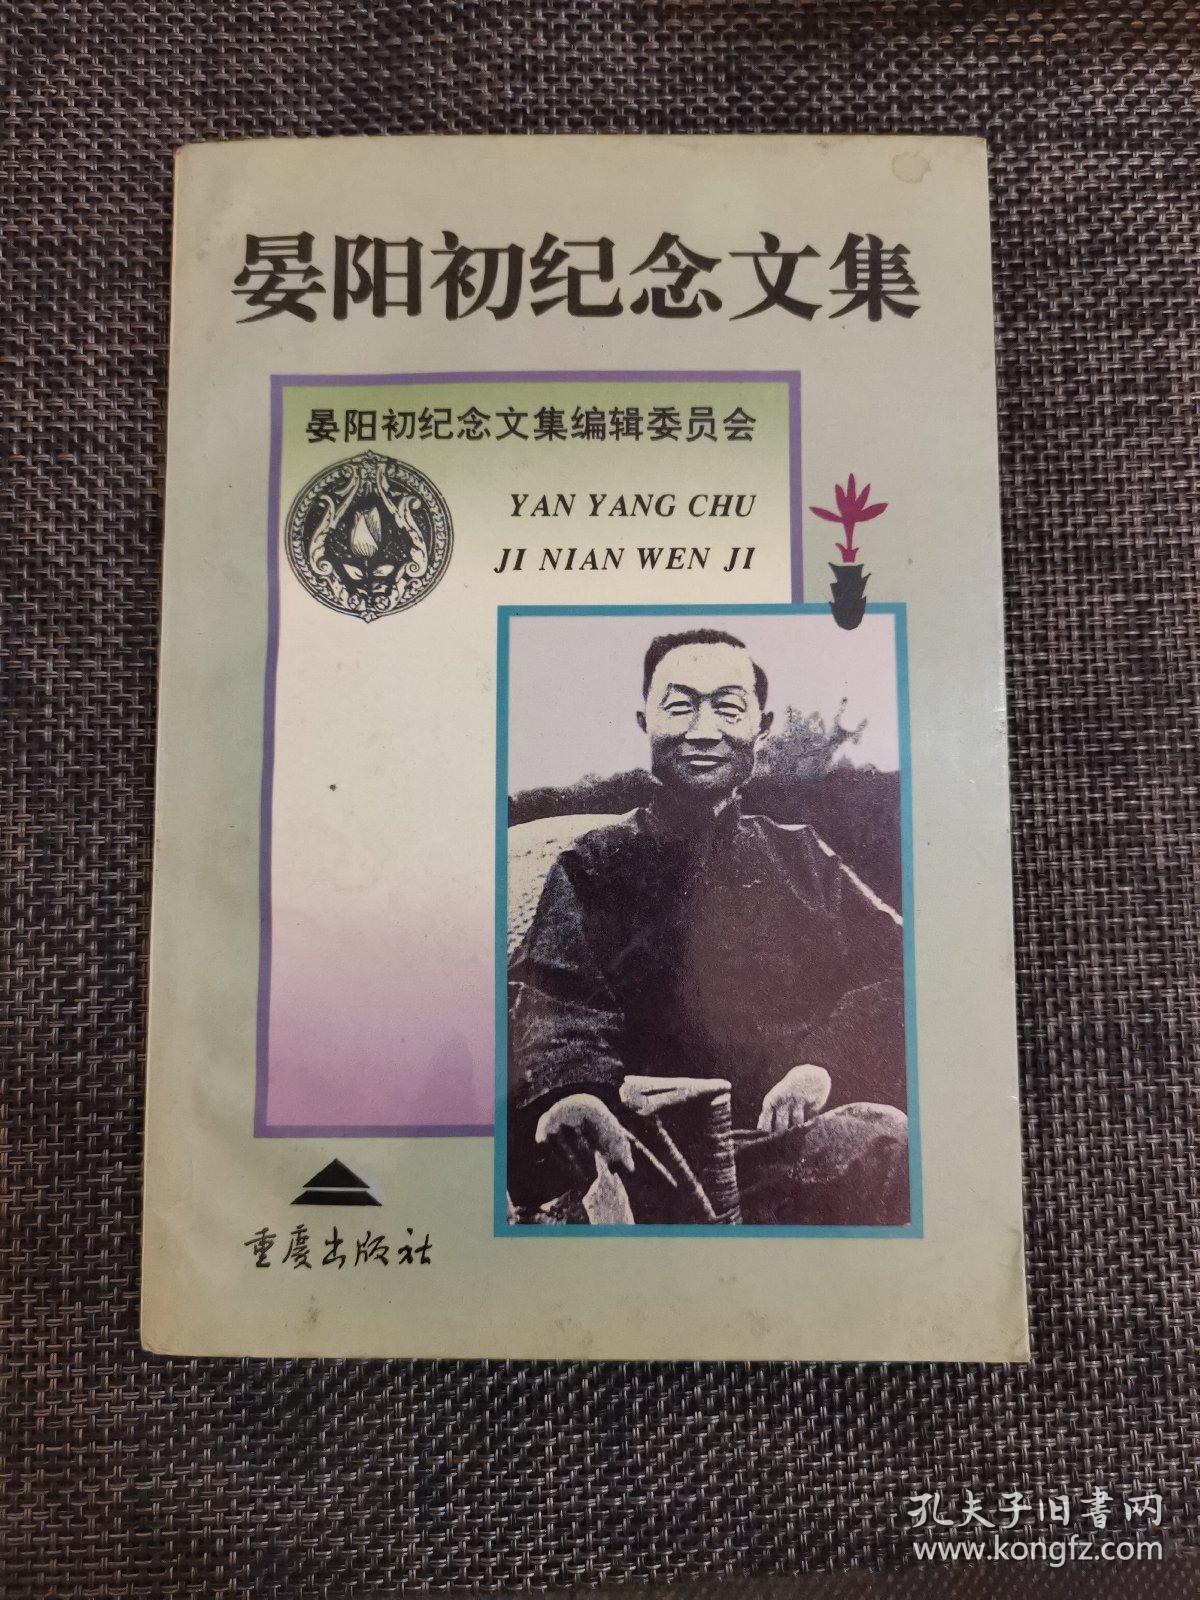 晏阳初纪念文集
晏阳初纪念文集编辑委员会
YAN YANG CHU
JI NIAN WEN JI
重庆出版社
孔夫子旧书网
www.kongfz.com